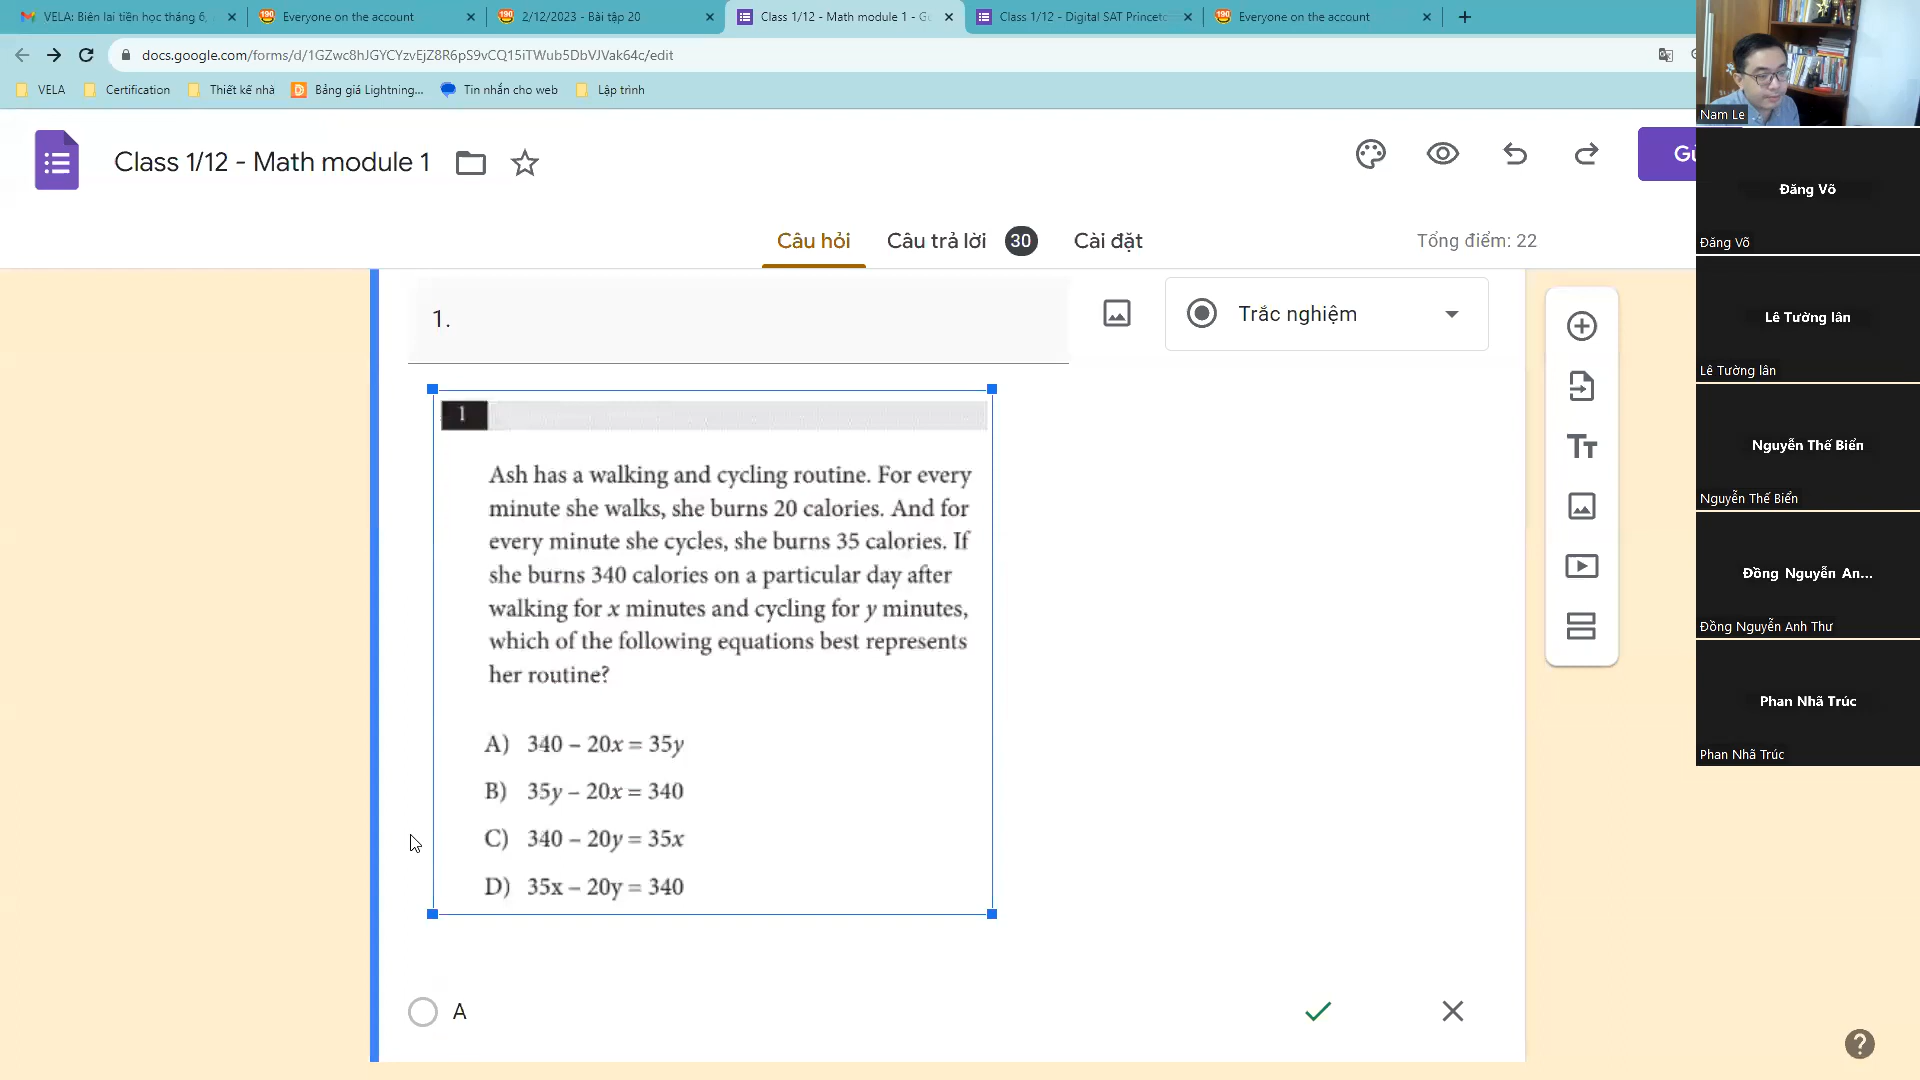 VELA: Biên lai tiền học tháng 6,
Everyone on the account
2/12/2023 - Bài tập 20
Class 1/12 - Math module 1 - G
Class 1/12 - Digital SAT Princeto
Everyone on the account
docs.google.com/forms/d/1GZwc8hJGYCYzvEjZ8R6pS9vCQ15iTWub5DbVJVak64c/edit
VELA
Certification
Thiết kế nhà
Bảng giá Lightning...
Tin nhắn cho web
Lập trình
Class 1/12 - Math module 1
Câu hỏi
Câu trả lời 30
Cài đặt
Tổng điểm: 22
1.
Trắc nghiệm
1
Ash has a walking and cycling routine. For every
minute she walks, she burns 20 calories. And for
every minute she cycles, she burns 35 calories. If
she burns 340 calories on a particular day after
walking for x minutes and cycling for y minutes,
which of the following equations best represents
her routine?
A) 340 – 20x = 35y
B) 35y – 20x = 340
C) 340 – 20y = 35x
D) 35x – 20y = 340
A
Nam Le
Đăng Võ
Đăng Võ
Lê Tường lân
Lê Tường lân
Nguyễn Thế Biển
Nguyễn Thế Biển
Đồng Nguyễn An...
Đồng Nguyễn Anh Thư
Phan Nhã Trúc
Phan Nhã Trúc